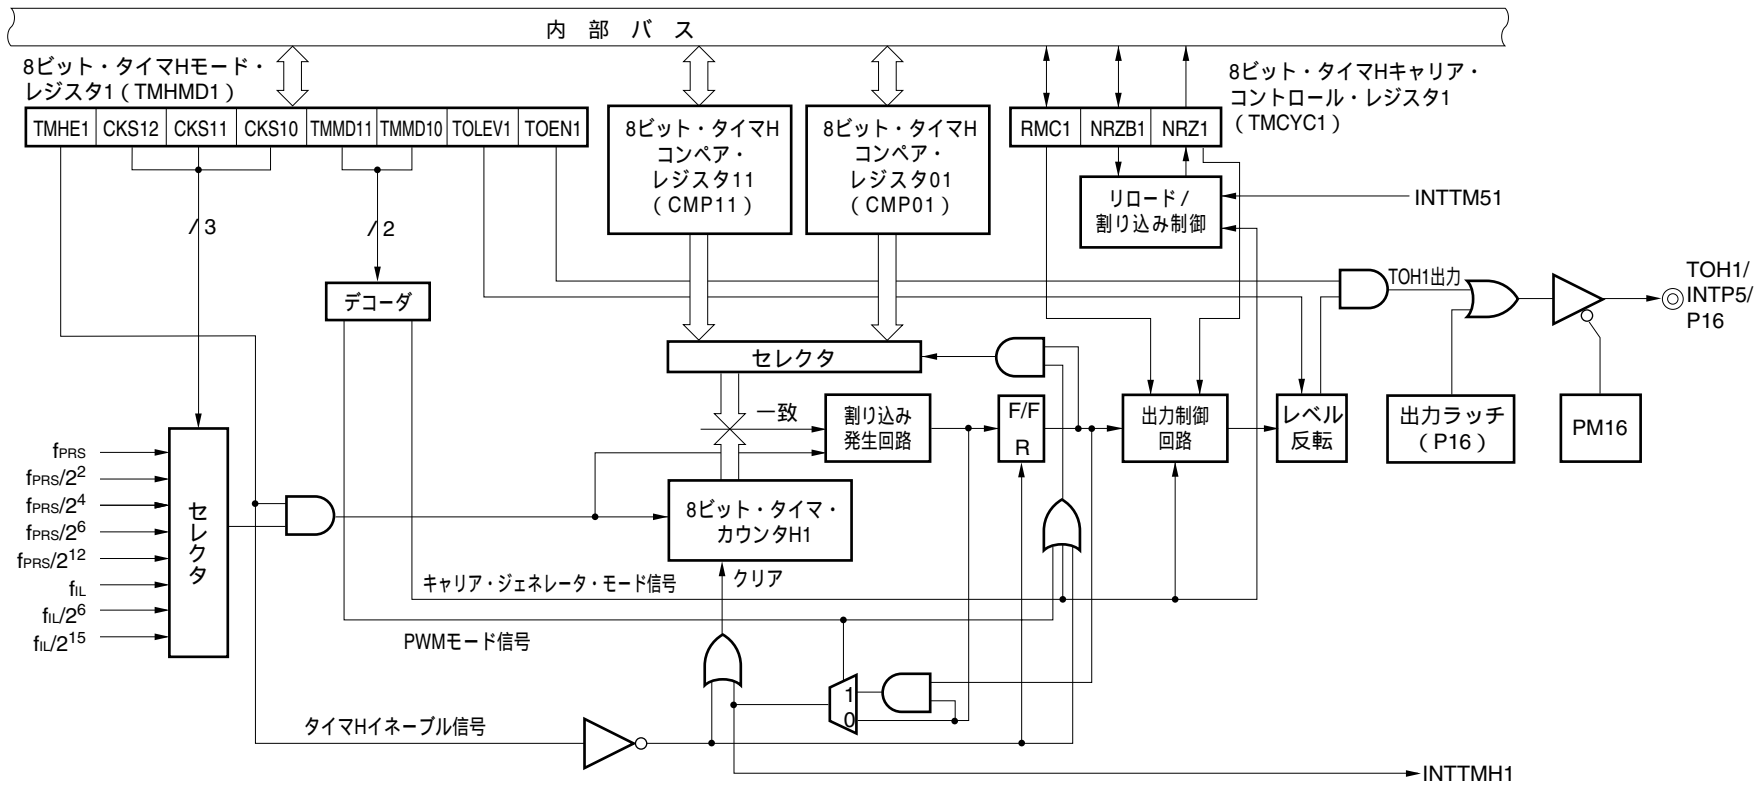 内 部 バ ス
8ビット・タイマHモード・
レジスタ1（TMHMD1）
TMHE1 CKS12 CKS11 CKS10 TMMD11 TMMD10 TOLEV1 TOEN1
8ビット・タイマH
コンペア・
レジスタ11
（CMP11）
8ビット・タイマH
コンペア・
レジスタ01
（CMP01）
RMC1 NRZB1 NRZ1
8ビット・タイマHキャリア・
コントロール・レジスタ1
（TMCYC1）
リロード/
割り込み制御
INTTM51
/3
/2
デコーダ
TOH1出力
TOH1/
INTP5/
P16
セレクタ
一致
割り込み
発生回路
F/F
R
出力制御
回路
レベル
反転
出力ラッチ
（P16）
PM16
fPRS
fPRS/2²
fPRS/2⁴
fPRS/2⁶
fPRS/2¹²
fIL
fIL/2⁶
fIL/2¹⁵
セレクタ
8ビット・タイマ・
カウンタH1
クリア
キャリア・ジェネレータ・モード信号
PWMモード信号
1
0
タイマHイネーブル信号
INTTMH1